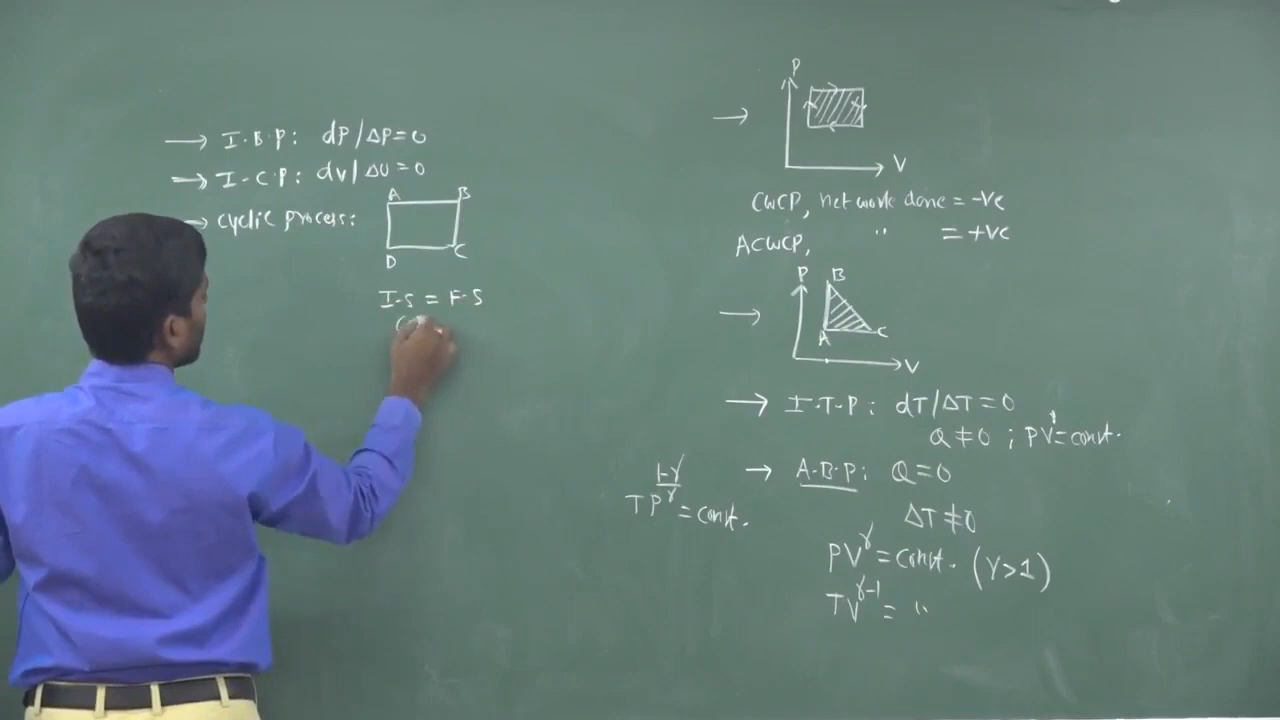 → I.B.P: dP/ΔP=0
→ I-C.P: dv/ΔU=0
→ cyclic process:
A B
D C
I.S = F.S
P
→
V
CWCP, net work done = -ve
ACWCP, " = +ve
P B
→
A C
V
→ I.T.P: dT/ΔT=0
Q≠0 ; PV¹=const.
→ A.B.P: Q=0
TP^(1-γ)/γ = const.
ΔT≠0
PV^γ = const. (γ>1)
TV^γ-1 = "